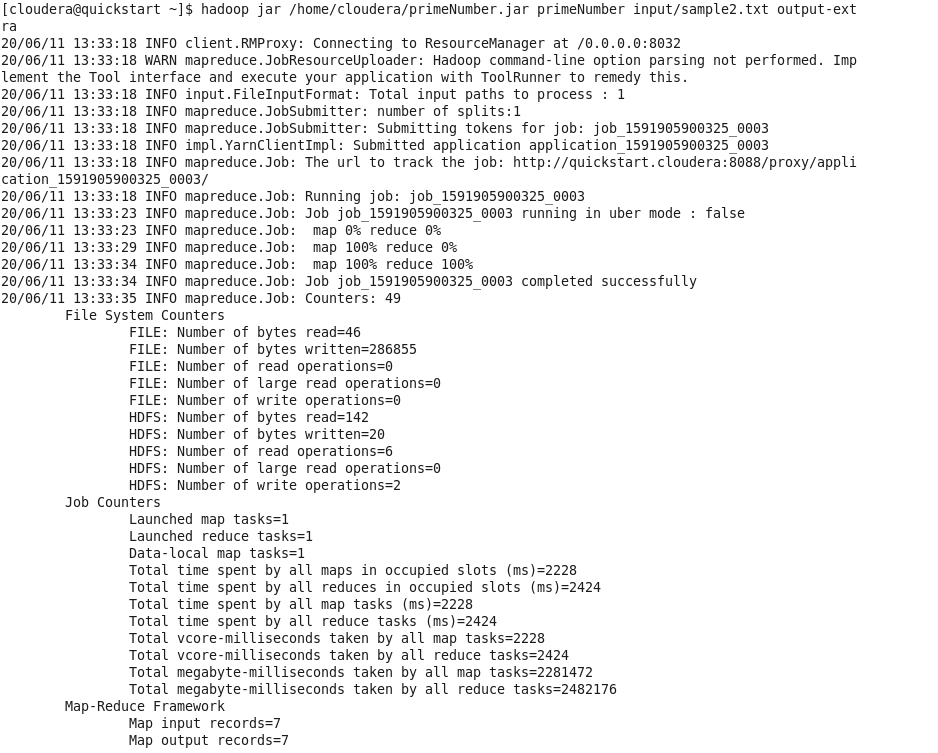 [cloudera@quickstart ~]$ hadoop jar /home/cloudera/primeNumber.jar primeNumber input/sample2.txt output-ext
ra
20/06/11 13:33:18 INFO client.RMProxy: Connecting to ResourceManager at /0.0.0.0:8032
20/06/11 13:33:18 WARN mapreduce.JobResourceUploader: Hadoop command-line option parsing not performed. Imp
lement the Tool interface and execute your application with ToolRunner to remedy this.
20/06/11 13:33:18 INFO input.FileInputFormat: Total input paths to process : 1
20/06/11 13:33:18 INFO mapreduce.JobSubmitter: number of splits:1
20/06/11 13:33:18 INFO mapreduce.JobSubmitter: Submitting tokens for job: job_1591905900325_0003
20/06/11 13:33:18 INFO impl.YarnClientImpl: Submitted application application_1591905900325_0003
20/06/11 13:33:18 INFO mapreduce.Job: The url to track the job: http://quickstart.cloudera:8088/proxy/appli
cation_1591905900325_0003/
20/06/11 13:33:18 INFO mapreduce.Job: Running job: job_1591905900325_0003
20/06/11 13:33:23 INFO mapreduce.Job: Job job_1591905900325_0003 running in uber mode : false
20/06/11 13:33:23 INFO mapreduce.Job:  map 0% reduce 0%
20/06/11 13:33:29 INFO mapreduce.Job:  map 100% reduce 0%
20/06/11 13:33:34 INFO mapreduce.Job:  map 100% reduce 100%
20/06/11 13:33:34 INFO mapreduce.Job: Job job_1591905900325_0003 completed successfully
20/06/11 13:33:35 INFO mapreduce.Job: Counters: 49
File System Counters
FILE: Number of bytes read=46
FILE: Number of bytes written=286855
FILE: Number of read operations=0
FILE: Number of large read operations=0
FILE: Number of write operations=0
HDFS: Number of bytes read=142
HDFS: Number of bytes written=20
HDFS: Number of read operations=6
HDFS: Number of large read operations=0
HDFS: Number of write operations=2
Job Counters
Launched map tasks=1
Launched reduce tasks=1
Data-local map tasks=1
Total time spent by all maps in occupied slots (ms)=2228
Total time spent by all reduces in occupied slots (ms)=2424
Total time spent by all map tasks (ms)=2228
Total time spent by all reduce tasks (ms)=2424
Total vcore-milliseconds taken by all map tasks=2228
Total vcore-milliseconds taken by all reduce tasks=2424
Total megabyte-milliseconds taken by all map tasks=2281472
Total megabyte-milliseconds taken by all reduce tasks=2482176
Map-Reduce Framework
Map input records=7
Map output records=7